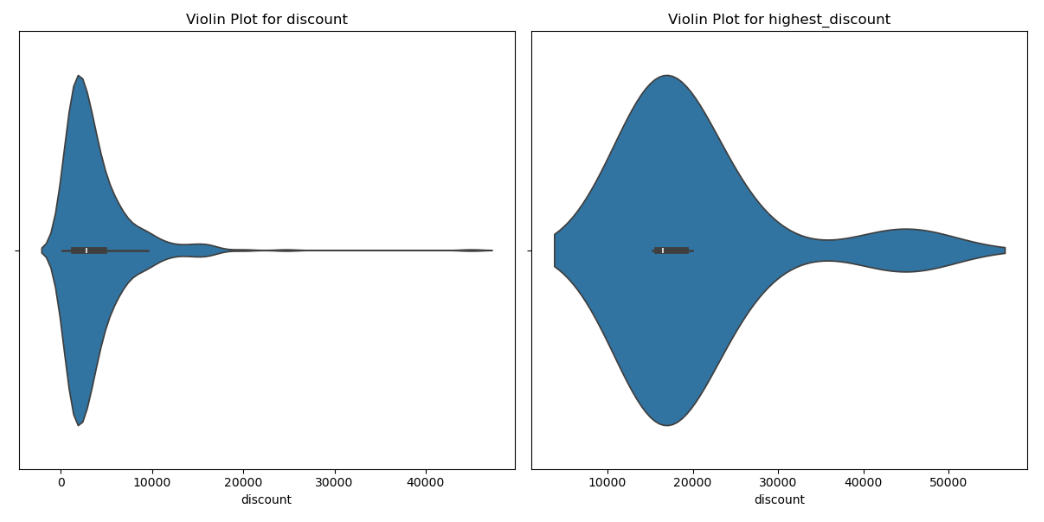 Violin Plot for discount
Violin Plot for highest_discount
0 10000 20000 30000 40000
10000 20000 30000 40000 50000
discount
discount